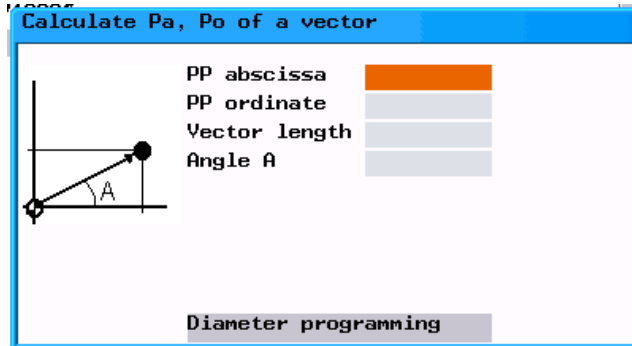 Calculate Pa, Po of a vector
PP abscissa
PP ordinate
Vector length
Angle A
A
Diameter programming